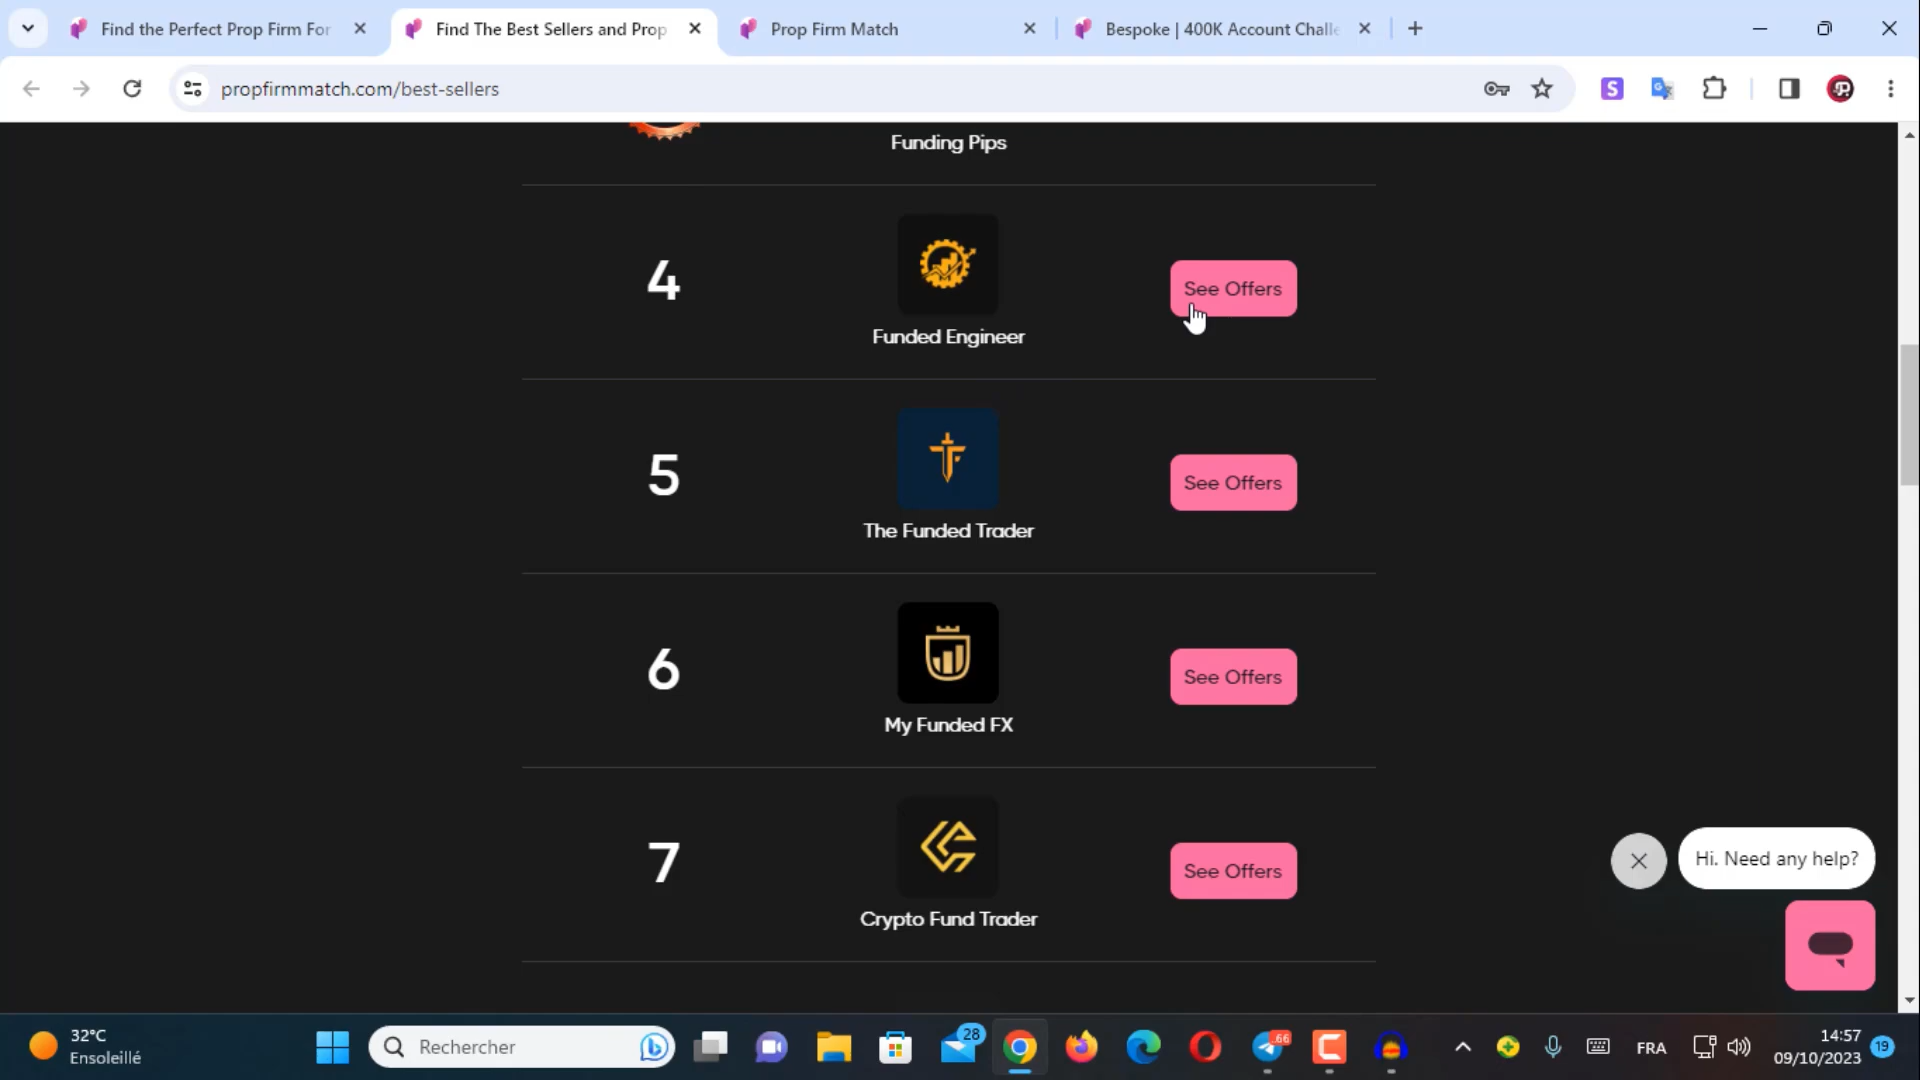 Find the Perfect Prop Firm For
Find The Best Sellers and Prop
Prop Firm Match
Bespoke | 400K Account Challe
propfirmmatch.com/best-sellers
S
Funding Pips
4
Funded Engineer
See Offers
5
The Funded Trader
See Offers
6
My Funded FX
See Offers
7
Crypto Fund Trader
See Offers
Hi. Need any help?
32°C
Ensoleillé
Rechercher
28
66
FRA
14:57
09/10/2023
19